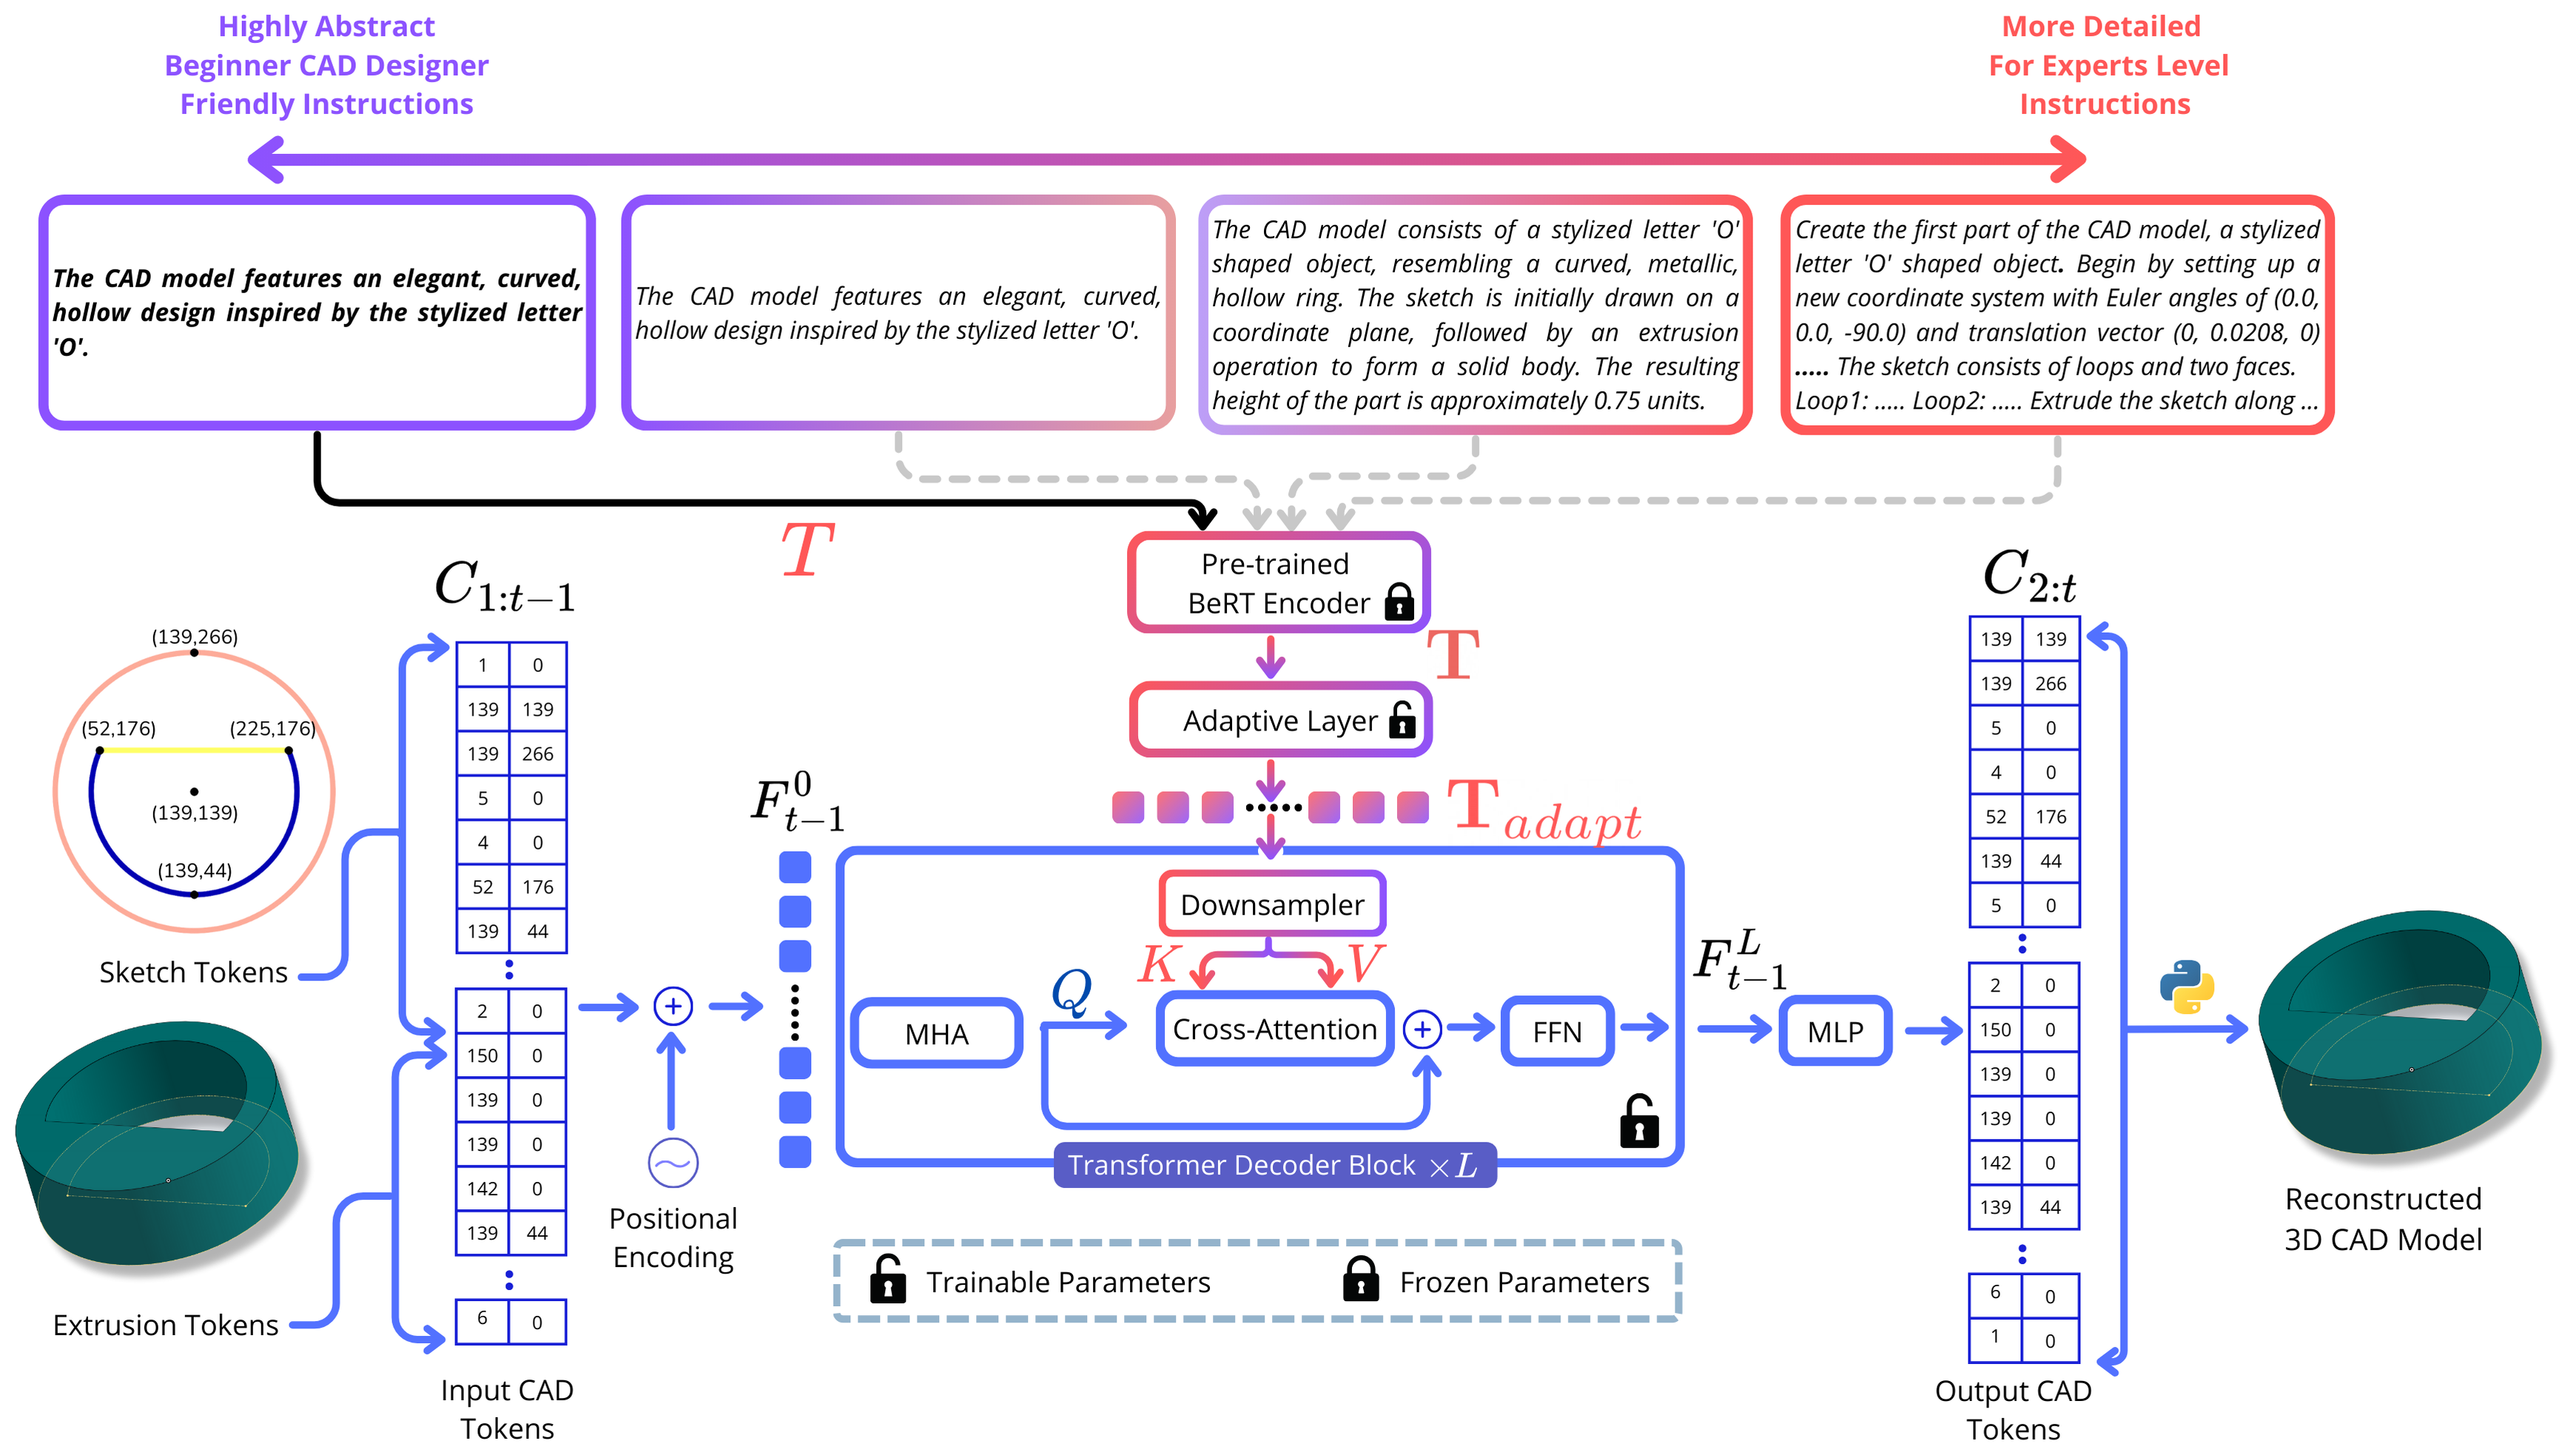 Highly Abstract
Beginner CAD Designer
Friendly Instructions
More Detailed
For Experts Level
Instructions
The CAD model features an elegant, curved,
hollow design inspired by the stylized letter
'O'.
The CAD model features an elegant, curved,
hollow design inspired by the stylized letter 'O'.
The CAD model consists of a stylized letter 'O'
shaped object, resembling a curved, metallic,
hollow ring. The sketch is initially drawn on a
coordinate plane, followed by an extrusion
operation to form a solid body. The resulting
height of the part is approximately 0.75 units.
Create the first part of the CAD model, a stylized
letter 'O' shaped object. Begin by setting up a
new coordinate system with Euler angles of (0.0,
0.0, -90.0) and translation vector (0, 0.0208, 0)
..... The sketch consists of loops and two faces.
Loop1: ..... Loop2: ..... Extrude the sketch along ...
T
Pre-trained
BeRT Encoder
T
Adaptive Layer
T_adapt
(139,266)
(52,176) (225,176)
(139,139)
(139,44)
Sketch Tokens
Extrusion Tokens
C_{1:t-1}
1 0
139 139
139 266
5 0
4 0
52 176
139 44
2 0
150 0
139 0
139 0
142 0
139 44
6 0
Input CAD
Tokens
Positional
Encoding
F^0_{t-1}
Downsampler
K V
Q
MHA
Cross-Attention
FFN
Transformer Decoder Block ×L
F^L_{t-1}
MLP
Trainable Parameters
Frozen Parameters
C_{2:t}
139 139
139 266
5 0
4 0
52 176
139 44
5 0
2 0
150 0
139 0
139 0
142 0
139 44
6 0
1 0
Output CAD
Tokens
Reconstructed
3D CAD Model